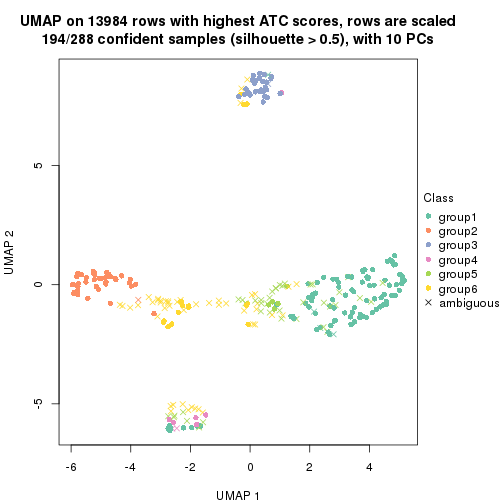 UMAP on 13984 rows with highest ATC scores, rows are scaled
194/288 confident samples (silhouette > 0.5), with 10 PCs
5
0
-5
UMAP 2
-6
-4
-2
0
2
4
UMAP 1
Class
group1
group2
group3
group4
group5
group6
ambiguous